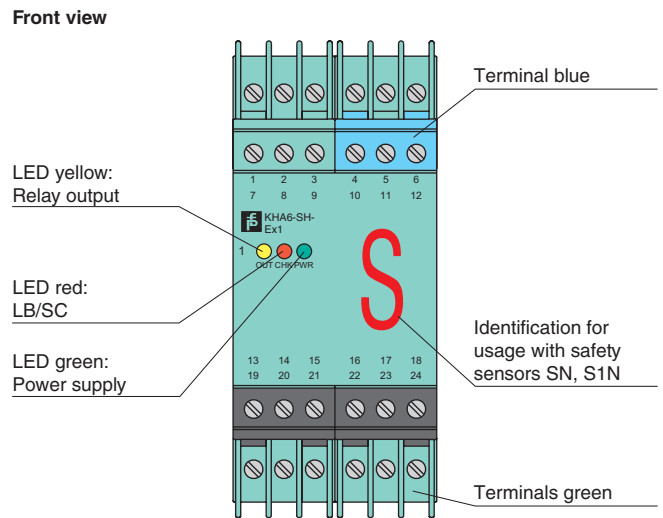 Front view
Terminal blue
1 2 3 4 5 6
7 8 9 10 11 12
LED yellow:
Relay output
KHA6-SH-
Ex1
1
OUT CHK PWR
S
LED red:
LB/SC
Identification for
usage with safety
sensors SN, S1N
LED green:
Power supply
13 14 15 16 17 18
19 20 21 22 23 24
Terminals green